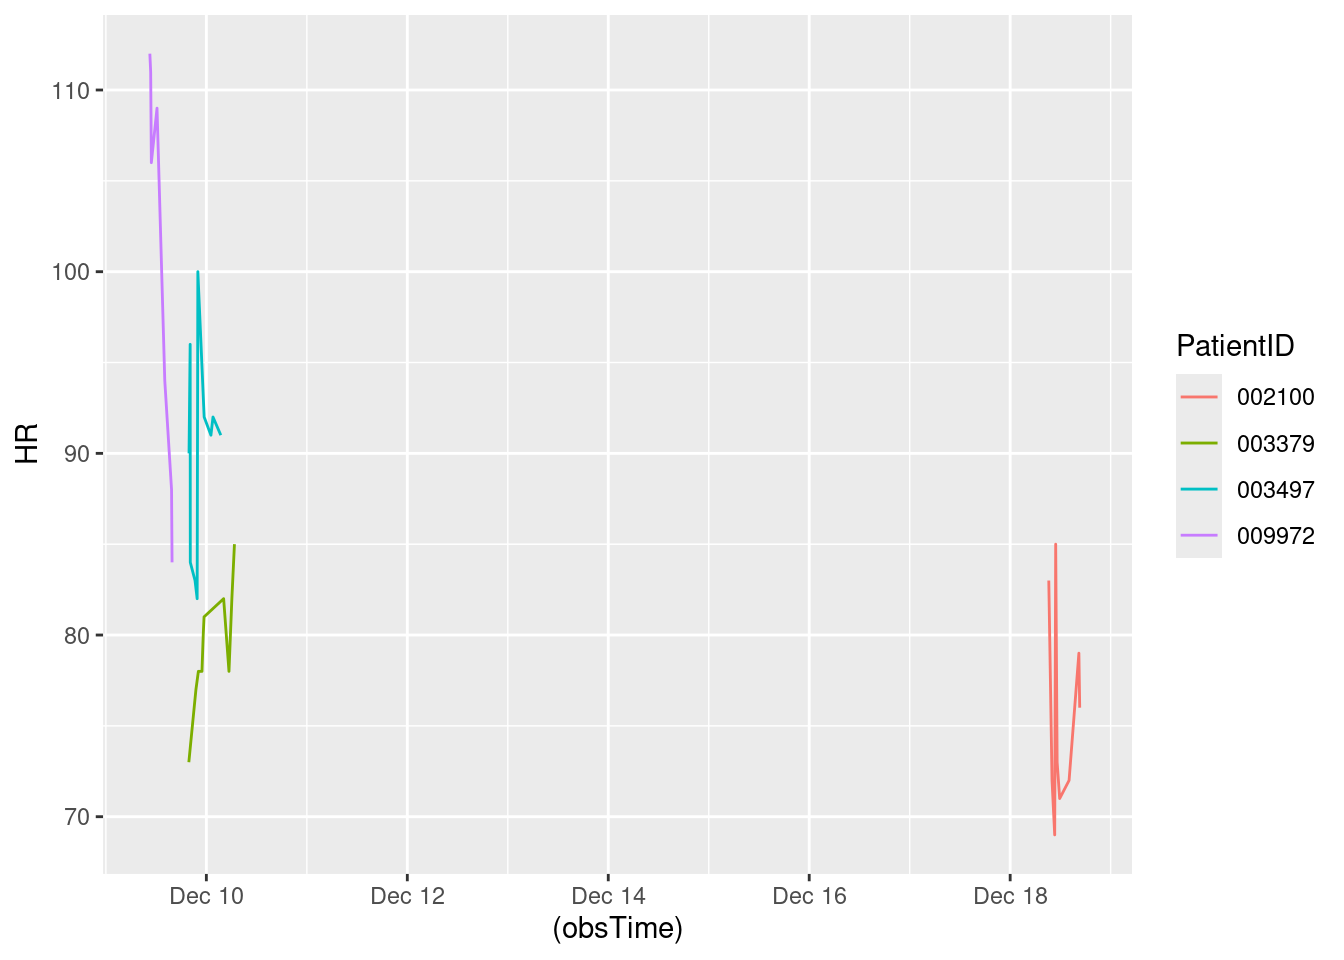 110
100
90
80
70
HR
Dec 10
Dec 12
Dec 14
Dec 16
Dec 18
(obsTime)
PatientID
002100
003379
003497
009972